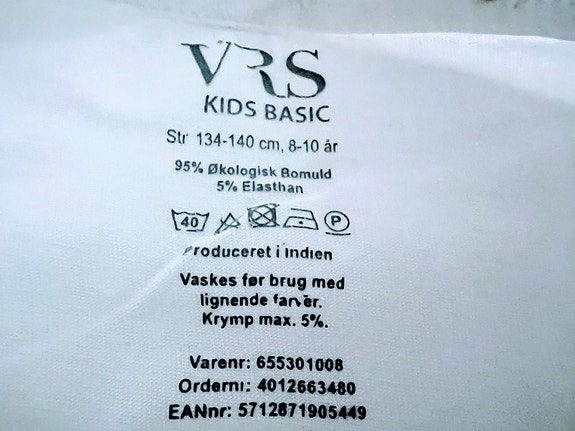 VRS
KIDS BASIC
Str 134-140 cm, 8-10 år
95% Økologisk Bomuld
5% Elasthan
40 P
Produceret i Indien
Vaskes før brug med
lignende farver.
Krymp max. 5%.
Varenr: 655301008
Ordernr: 4012663480
EANnr: 5712871905449